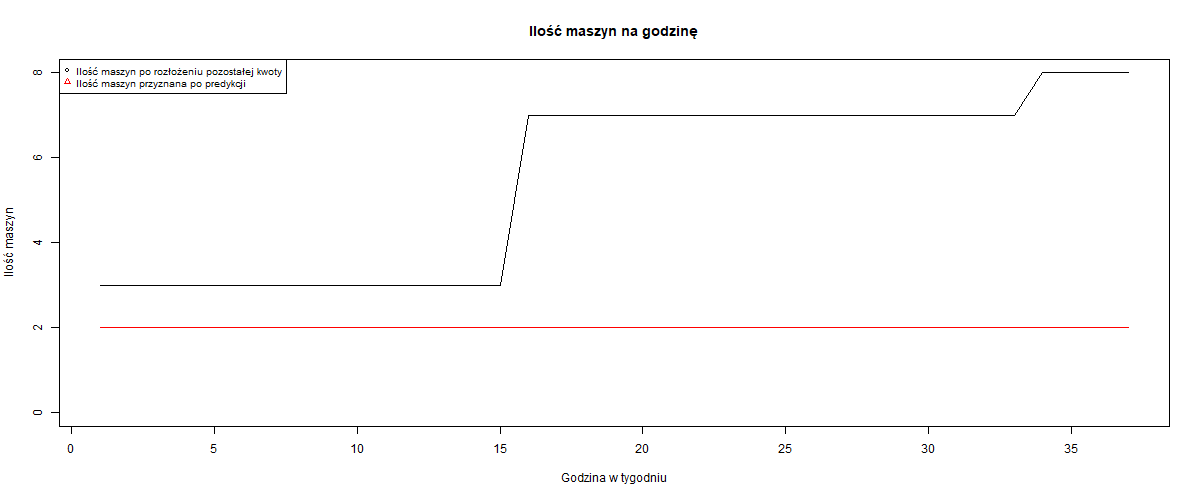 Ilość maszyn na godzinę
Ilość maszyn po rozłożeniu pozostałej kwoty
Ilość maszyn przyznana po predykcji
8
6
4
2
0
Ilość maszyn
0 5 10 15 20 25 30 35
Godzina w tygodniu